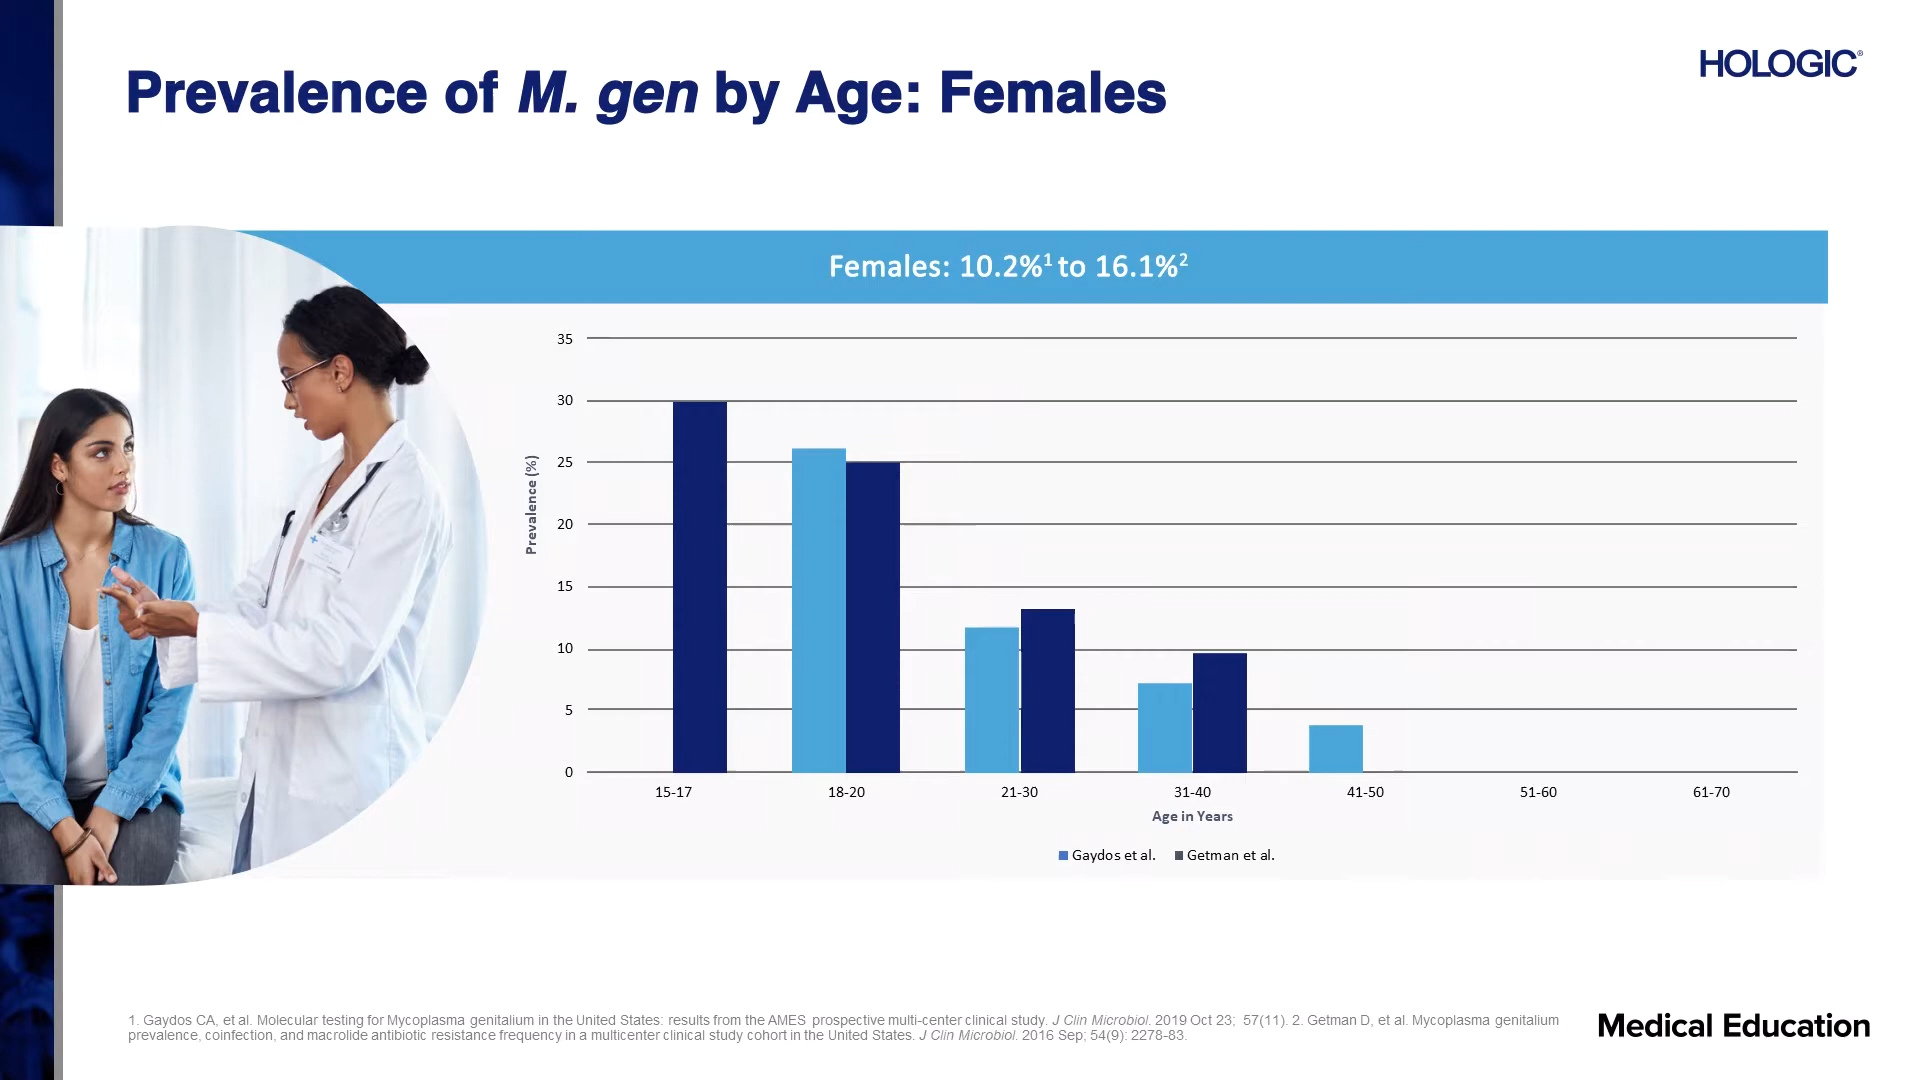 HOLOGIC®
Prevalence of M. gen by Age: Females
Females: 10.2%1 to 16.1%2
35
30
25
20
15
10
5
0
Prevalence (%)
15-17 18-20 21-30 31-40 41-50 51-60 61-70
Age in Years
Gaydos et al. Getman et al.
1. Gaydos CA, et al. Molecular testing for Mycoplasma genitalium in the United States: results from the AMES prospective multi-center clinical study. J Clin Microbiol. 2019 Oct 23; 57(11). 2. Getman D, et al. Mycoplasma genitalium
prevalence, coinfection, and macrolide antibiotic resistance frequency in a multicenter clinical study cohort in the United States. J Clin Microbiol. 2016 Sep; 54(9): 2278-83.
Medical Education